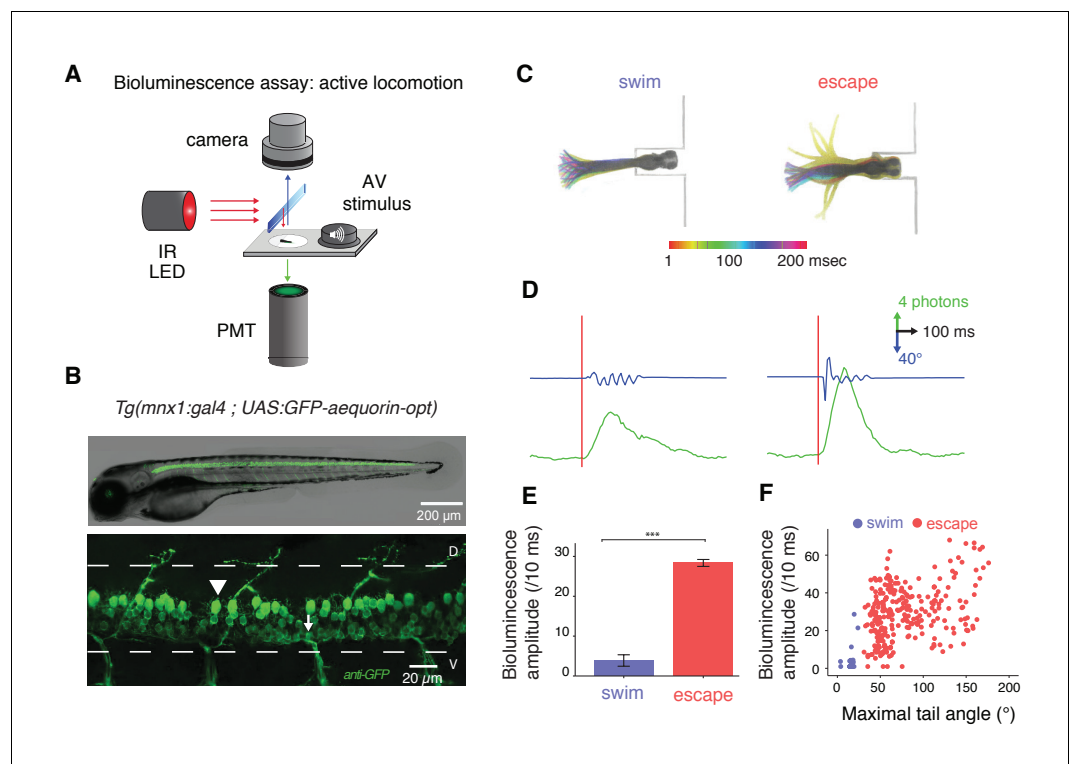 A
Bioluminescence assay: active locomotion
camera
AV
stimulus
IR
LED
PMT
B
Tg(mnx1:gal4 ; UAS:GFP-aequorin-opt)
200 µm
D
V
anti-GFP
20 µm
C
swim
escape
1
100
200 msec
D
4 photons
100 ms
40°
E
Bioluminescence
amplitude (/10 ms)
30
20
10
0
***
swim
escape
F
swim
escape
Bioluminescence
amplitude (/10 ms)
60
40
20
0
0
50
100
150
200
Maximal tail angle (°)